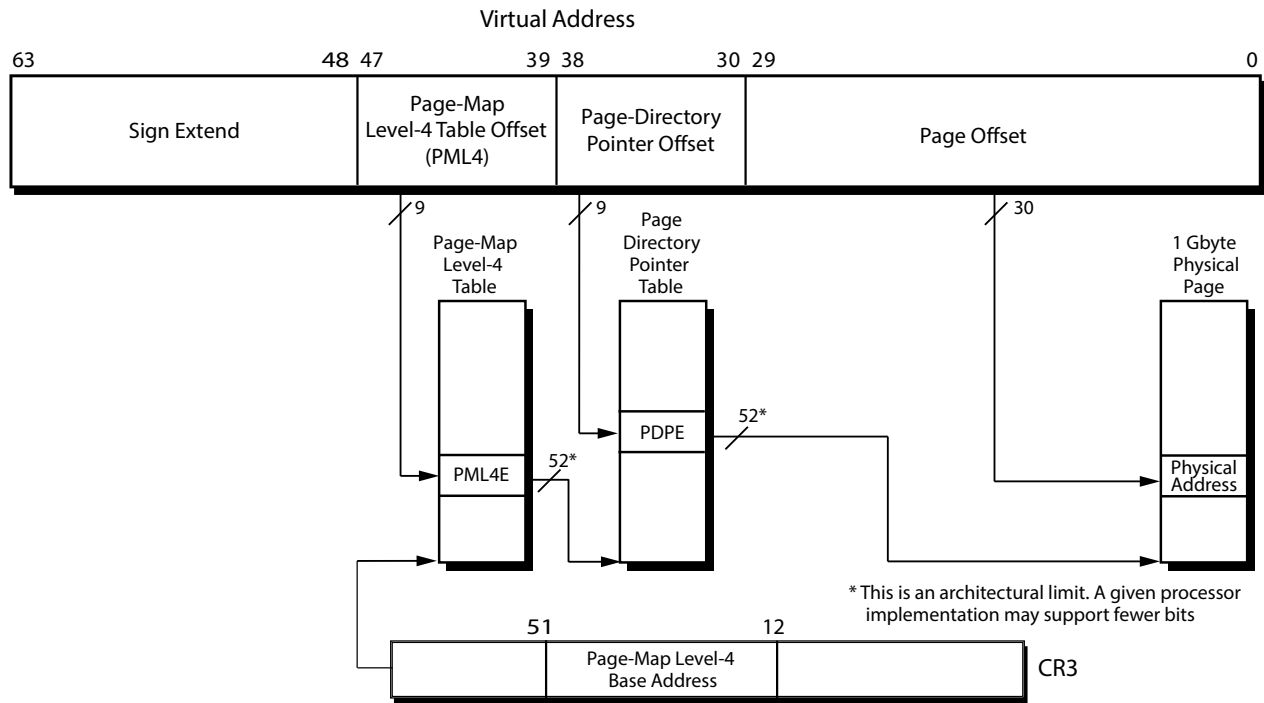 Virtual Address
63 48 47 39 38 30 29 0
Sign Extend
Page-Map
Level-4 Table Offset
(PML4)
Page-Directory
Pointer Offset
Page Offset
9
9
30
Page-Map
Level-4
Table
Page
Directory
Pointer
Table
1 Gbyte
Physical
Page
PDPE
52*
PML4E
52*
Physical
Address
* This is an architectural limit. A given processor
implementation may support fewer bits
51 12
Page-Map Level-4
Base Address
CR3